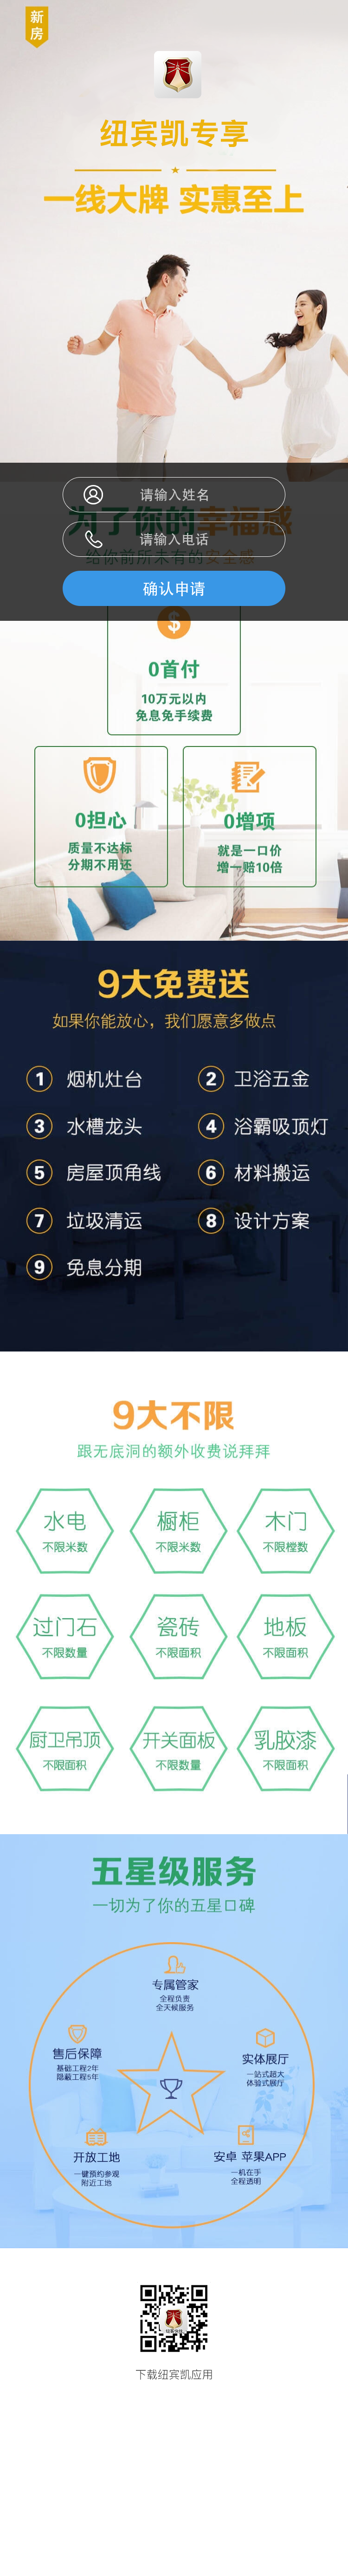 新房
纽宾凯专享
一线大牌 实惠至上
请输入姓名
为了你的幸福感
请输入电话
给你前所未有的安全感
确认申请
$
0首付
10万元以内
免息免手续费
0担心
质量不达标
分期不用还
0增项
就是一口价
增一赔10倍
9大免费送
如果你能放心，我们愿意多做点
1 烟机灶台
2 卫浴五金
3 水槽龙头
4 浴霸吸顶灯
5 房屋顶角线
6 材料搬运
7 垃圾清运
8 设计方案
9 免息分期
9大不限
跟无底洞的额外收费说拜拜
水电
不限米数
橱柜
不限米数
木门
不限樘数
过门石
不限数量
瓷砖
不限面积
地板
不限面积
厨卫吊顶
不限面积
开关面板
不限数量
乳胶漆
不限面积
五星级服务
一切为了你的五星口碑
专属管家
全程负责
全天候服务
售后保障
基础工程2年
隐蔽工程5年
实体展厅
一站式超大
体验式展厅
开放工地
一键预约参观
附近工地
安卓 苹果APP
一机在手
全程透明
下载纽宾凯应用